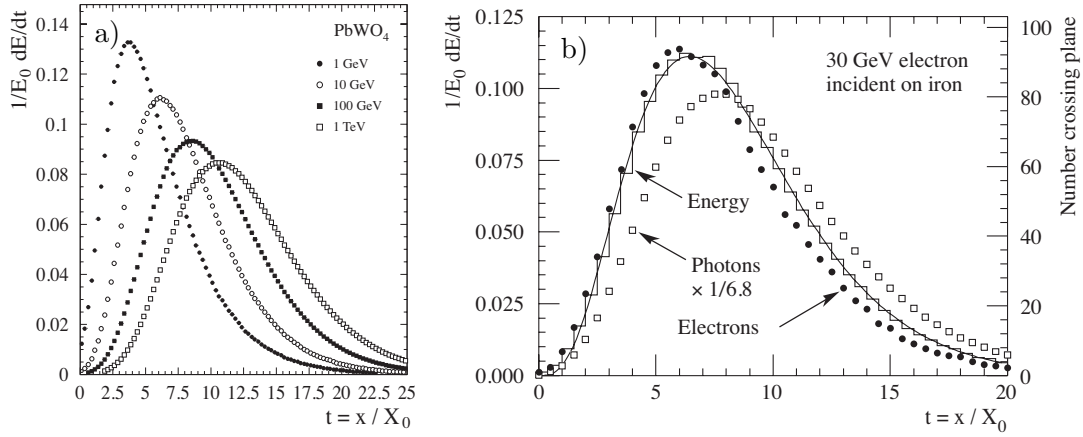 a)
PbWO4
1 GeV
10 GeV
100 GeV
1 TeV
1/E0 dE/dt
0.14
0.12
0.1
0.08
0.06
0.04
0.02
0
0 2.5 5 7.5 10 12.5 15 17.5 20 22.5 25
t = x / X0
b)
30 GeV electron
incident on iron
Energy
Photons
× 1/6.8
Electrons
1/E0 dE/dt
0.125
0.100
0.075
0.050
0.025
0.000
0 5 10 15 20
t = x / X0
100
80
60
40
20
0
Number crossing plane